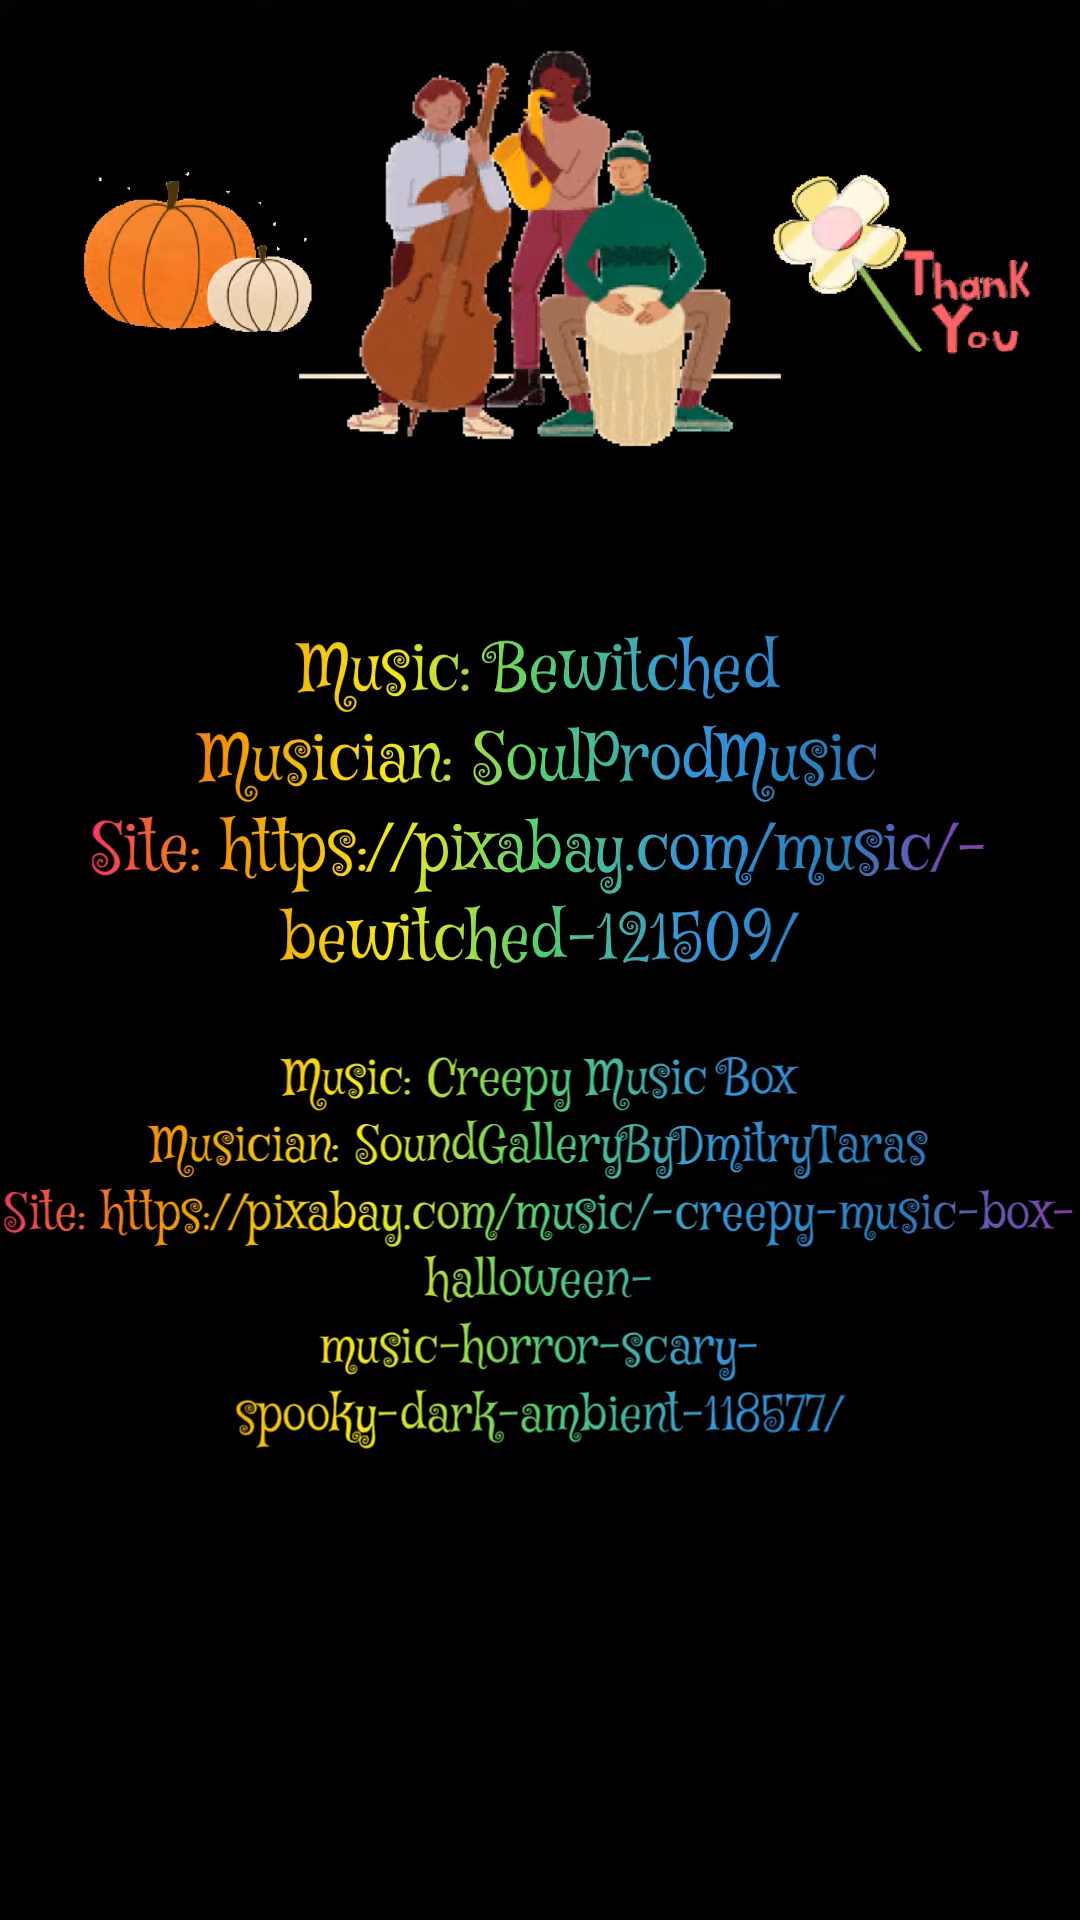 Thank
You
Music: Bewitched
Musician: SoulProdMusic
Site: https://pixabay.com/music/-
bewitched-121509/
Music: Creepy Music Box
Musician: SoundGalleryByDmitryTaras
Site: https://pixabay.com/music/-creepy-music-box-
halloween-
music-horror-scary-
spooky-dark-ambient-118577/